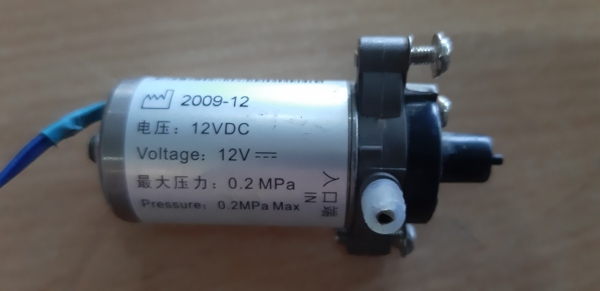 2009-12
电压: 12VDC
Voltage: 12V
最大压力: 0.2 MPa
Pressure: 0.2MPa Max
入口端
IN